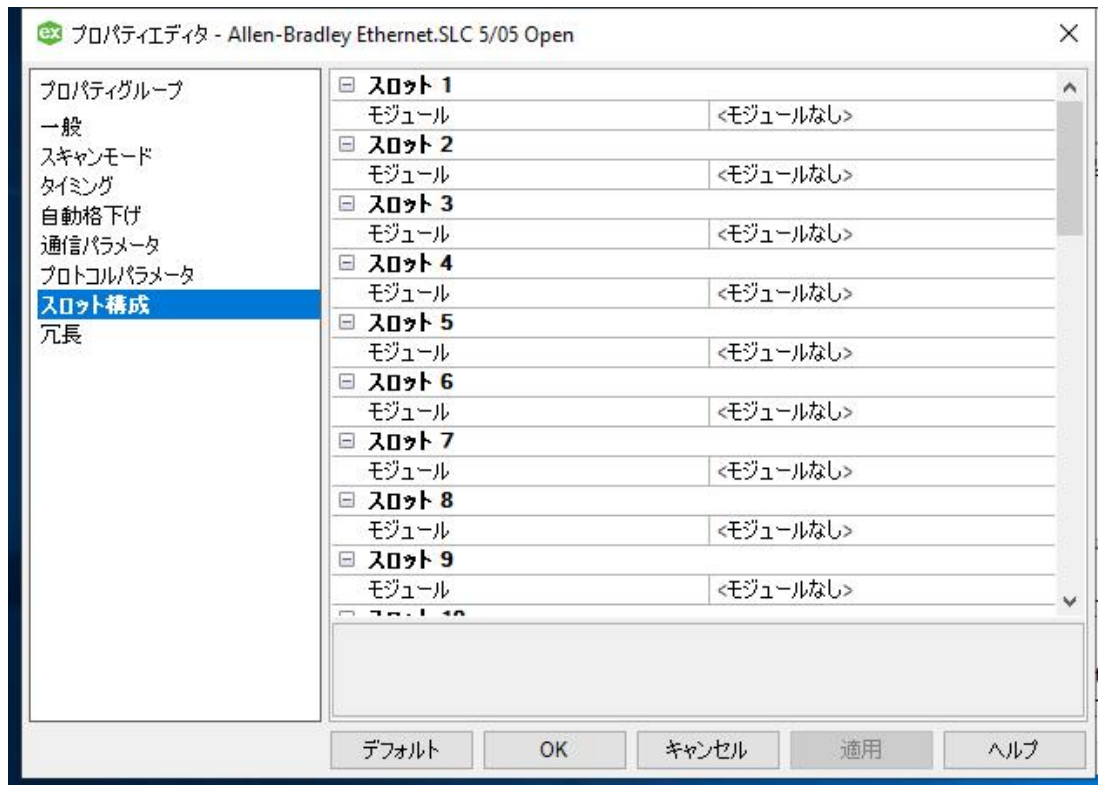 ex プロパティエディタ - Allen-Bradley Ethernet.SLC 5/05 Open
プロパティグループ
一般
スキャンモード
タイミング
自動格下げ
通信パラメータ
プロトコルパラメータ
スロット構成
冗長
スロット 1
モジュール <モジュールなし>
スロット 2
モジュール <モジュールなし>
スロット 3
モジュール <モジュールなし>
スロット 4
モジュール <モジュールなし>
スロット 5
モジュール <モジュールなし>
スロット 6
モジュール <モジュールなし>
スロット 7
モジュール <モジュールなし>
スロット 8
モジュール <モジュールなし>
スロット 9
モジュール <モジュールなし>
スロット 10
デフォルト OK キャンセル 適用 ヘルプ